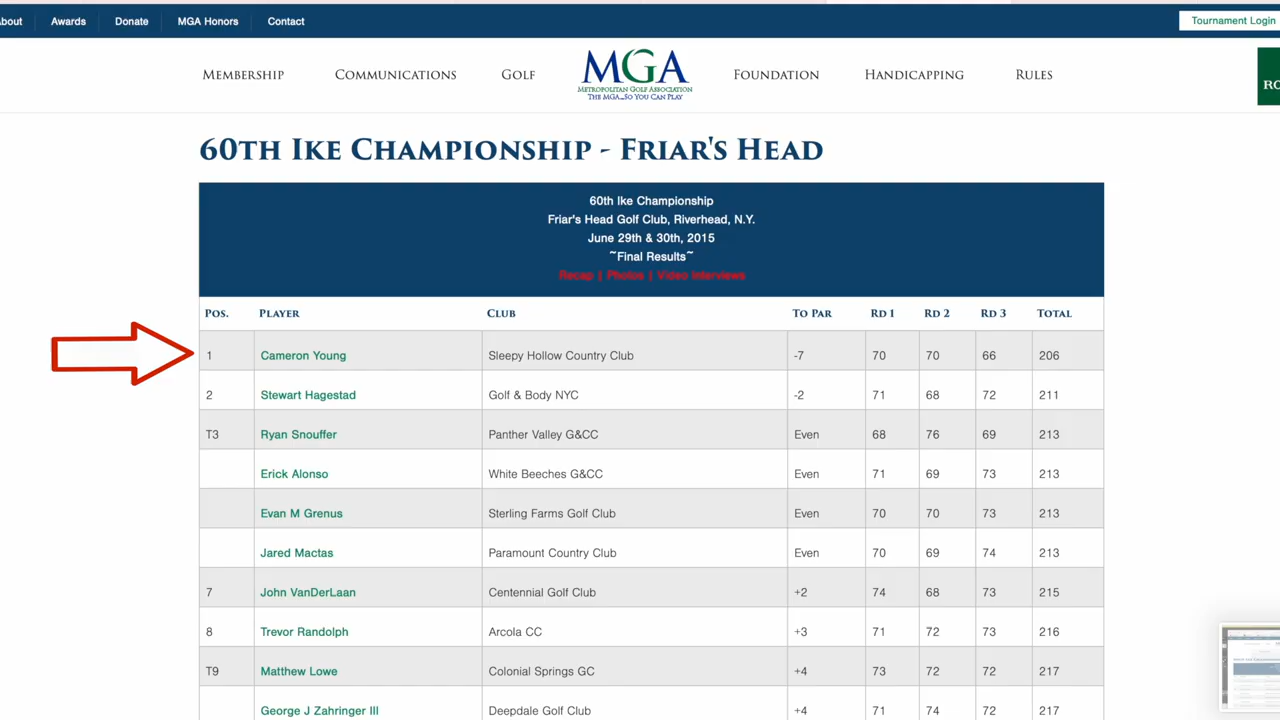 About Awards Donate MGA Honors Contact Tournament Login
Membership Communications Golf MGA Foundation Handicapping Rules
Metropolitan Golf Association
The MGA...So You Can Play
60th Ike Championship - Friar's Head
60th Ike Championship
Friar's Head Golf Club, Riverhead, N.Y.
June 29th & 30th, 2015
~Final Results~
Recap | Photos | Video Interviews
Pos. Player Club To Par Rd 1 Rd 2 Rd 3 Total
1 Cameron Young Sleepy Hollow Country Club -7 70 70 66 206
2 Stewart Hagestad Golf & Body NYC -2 71 68 72 211
T3 Ryan Snouffer Panther Valley G&CC Even 68 76 69 213
Erick Alonso White Beeches G&CC Even 71 69 73 213
Evan M Grenus Sterling Farms Golf Club Even 70 70 73 213
Jared Mactas Paramount Country Club Even 70 69 74 213
7 John VanDerLaan Centennial Golf Club +2 74 68 73 215
8 Trevor Randolph Arcola CC +3 71 72 73 216
T9 Matthew Lowe Colonial Springs GC +4 73 72 72 217
George J Zahringer III Deepdale Golf Club +4 71 74 72 217